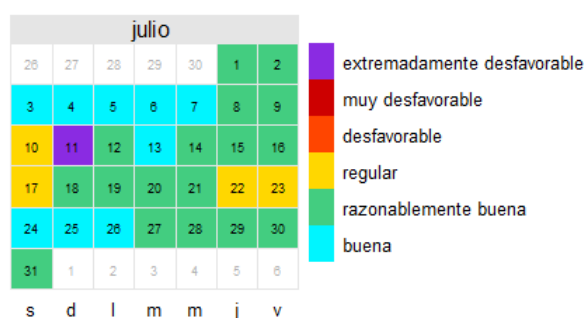 julio
26 27 28 29 30 1 2
3 4 5 6 7 8 9
10 11 12 13 14 15 16
17 18 19 20 21 22 23
24 25 26 27 28 29 30
31 1 2 3 4 5 6
s d l m m j v
extremadamente desfavorable
muy desfavorable
desfavorable
regular
razonablemente buena
buena